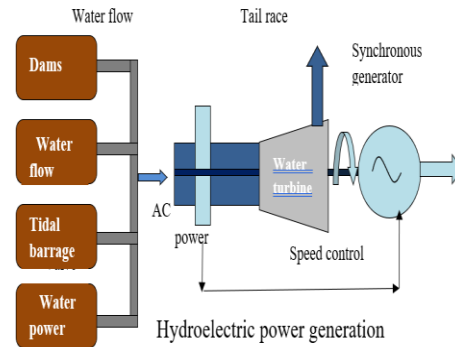 Water flow
Tail race
Dams
Synchronous
generator
Water
flow
Water
turbine
AC
power
Tidal
barrage
Speed control
Water
power
Hydroelectric power generation